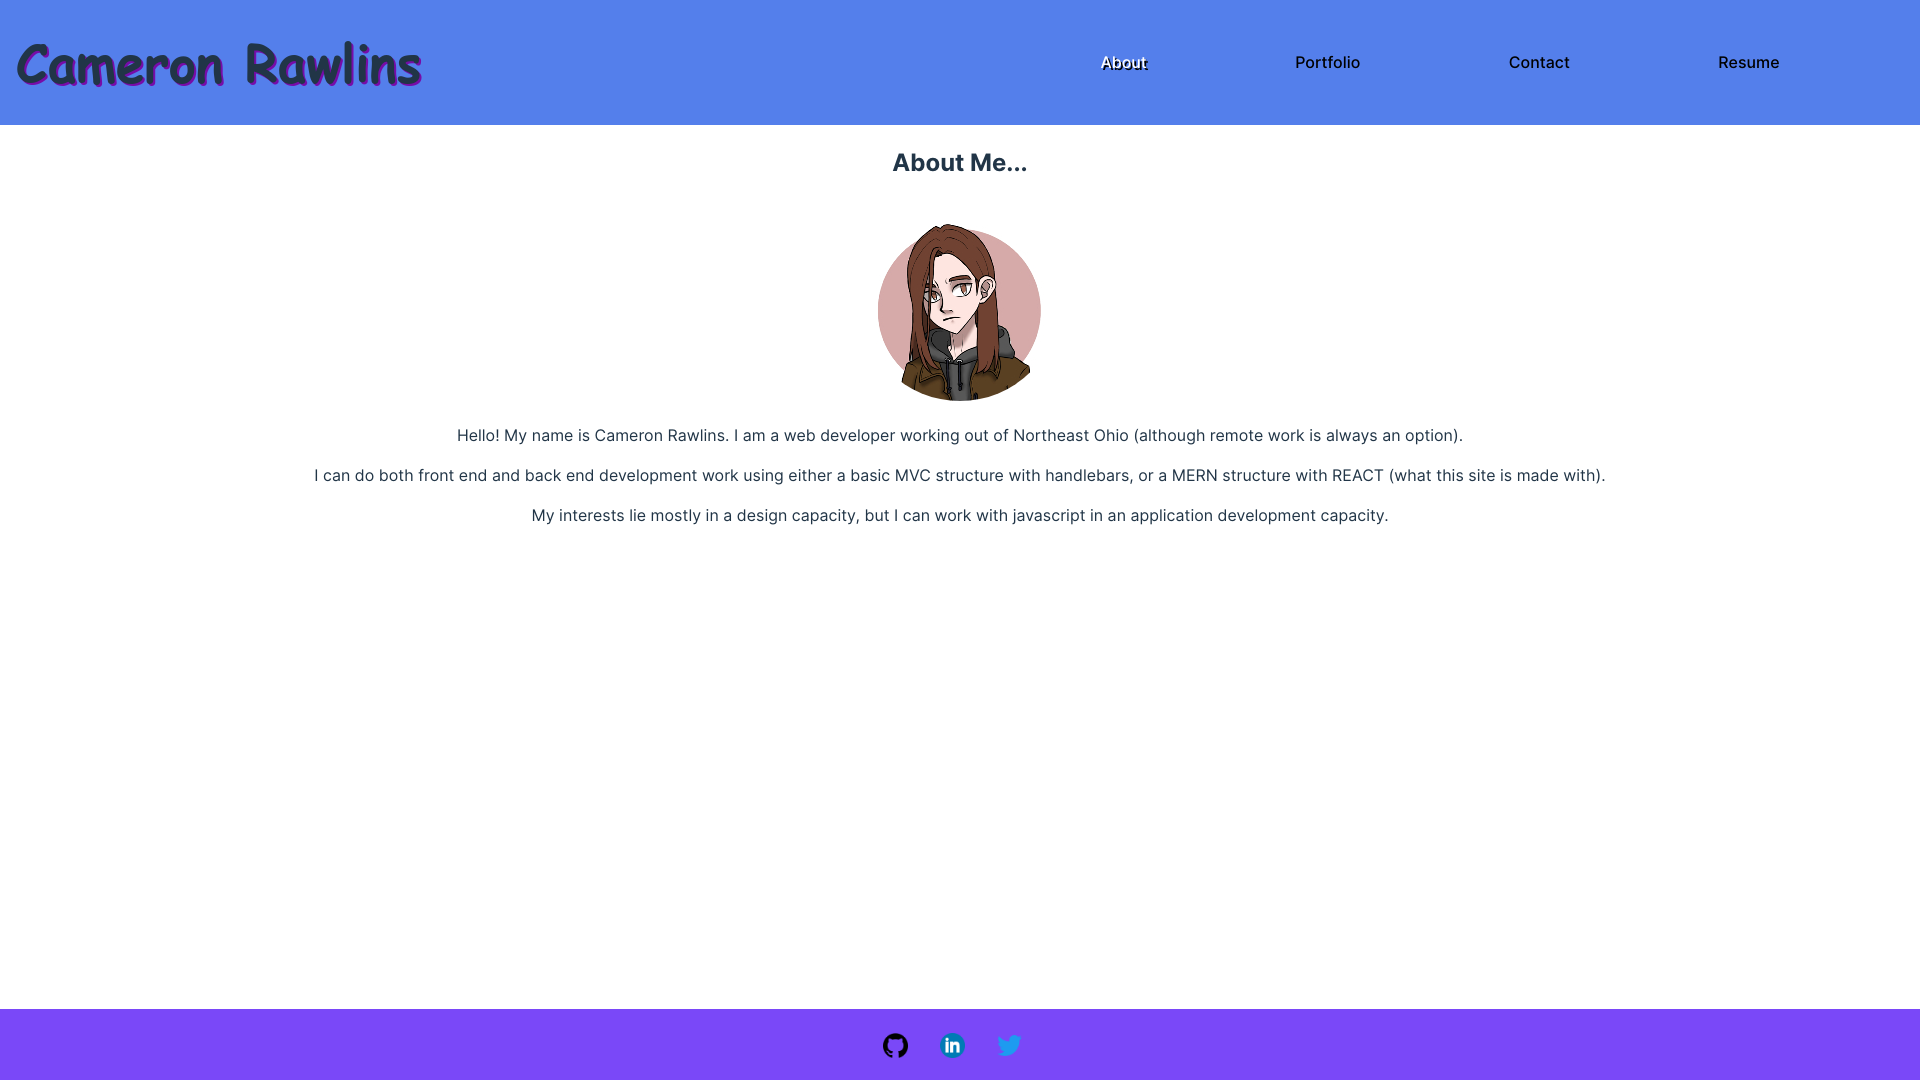 Cameron Rawlins
About
Portfolio
Contact
Resume
About Me...
Hello! My name is Cameron Rawlins. I am a web developer working out of Northeast Ohio (although remote work is always an option).
I can do both front end and back end development work using either a basic MVC structure with handlebars, or a MERN structure with REACT (what this site is made with).
My interests lie mostly in a design capacity, but I can work with javascript in an application development capacity.
in